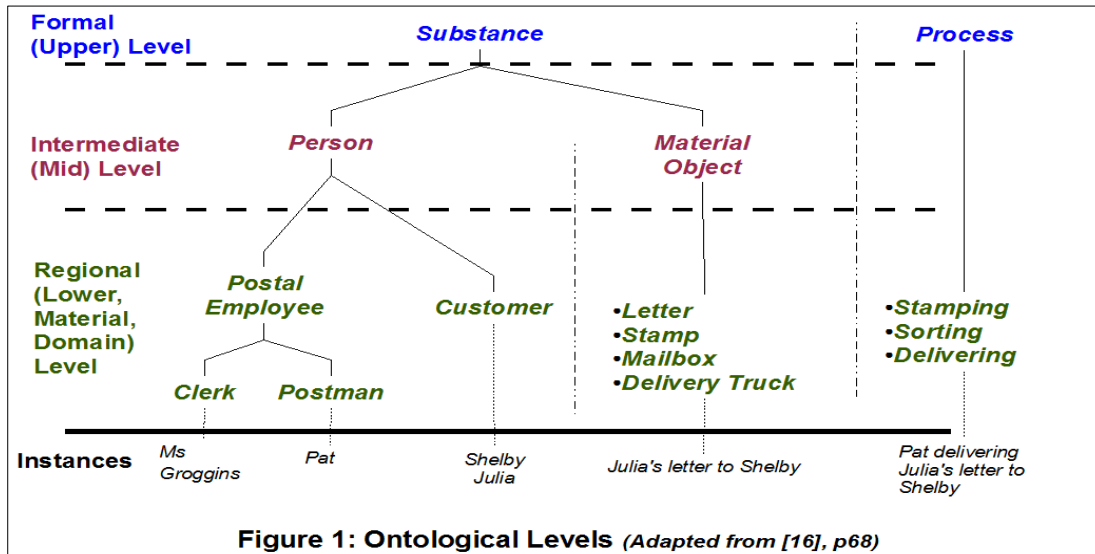 Formal
(Upper) Level
Substance
Process
Intermediate
(Mid) Level
Person
Material
Object
Regional
(Lower,
Material,
Domain)
Level
Postal
Employee
Customer
•Letter
•Stamp
•Mailbox
•Delivery Truck
•Stamping
•Sorting
•Delivering
Clerk
Postman
Instances
Ms
Groggins
Pat
Shelby
Julia
Julia's letter to Shelby
Pat delivering
Julia's letter to
Shelby
Figure 1: Ontological Levels (Adapted from [16], p68)